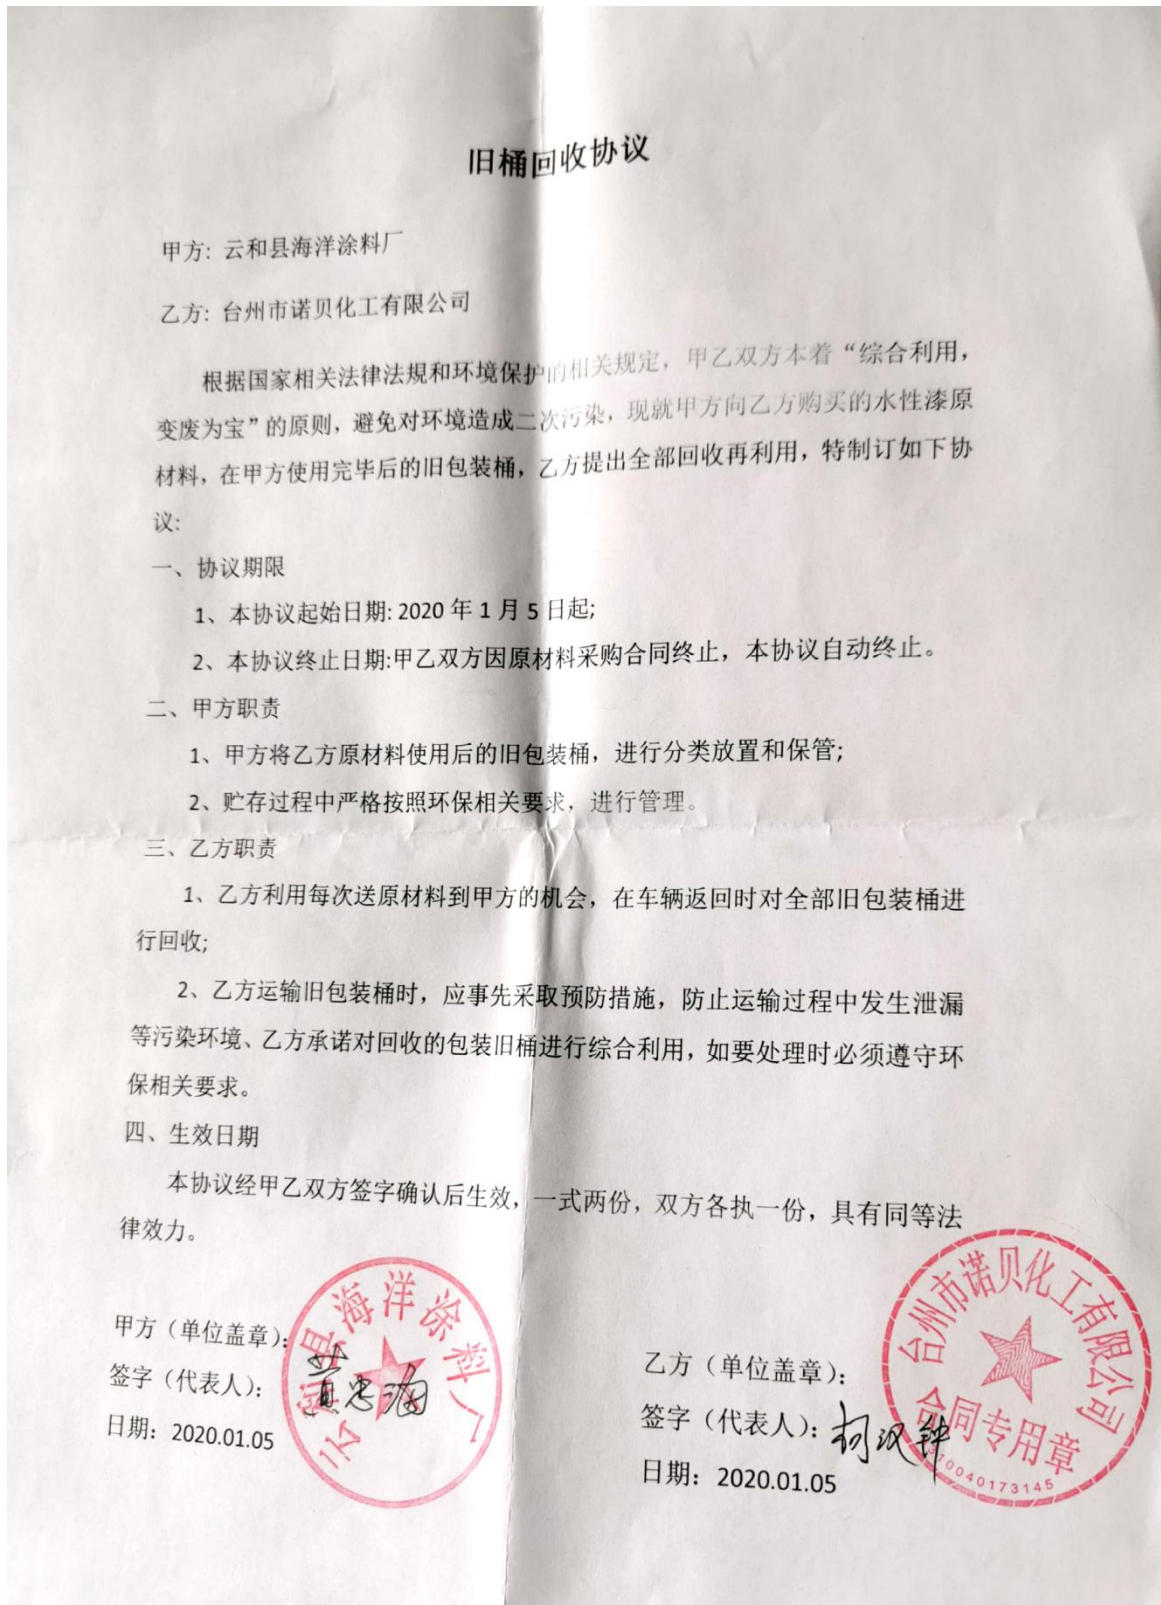 旧桶回收协议
甲方: 云和县海洋涂料厂
乙方: 台州市诺贝化工有限公司
根据国家相关法律法规和环境保护的相关规定，甲乙双方本着“综合利用，
变废为宝”的原则，避免对环境造成二次污染，现就甲方向乙方购买的水性漆原
材料，在甲方使用完毕后的旧包装桶，乙方提出全部回收再利用，特制订如下协
议:
一、协议期限
1、本协议起始日期: 2020 年 1 月 5 日起;
2、本协议终止日期:甲乙双方因原材料采购合同终止，本协议自动终止。
二、甲方职责
1、甲方将乙方原材料使用后的旧包装桶，进行分类放置和保管;
2、贮存过程中严格按照环保相关要求，进行管理。
三、乙方职责
1、乙方利用每次送原材料到甲方的机会，在车辆返回时对全部旧包装桶进
行回收;
2、乙方运输旧包装桶时，应事先采取预防措施，防止运输过程中发生泄漏
等污染环境、乙方承诺对回收的包装旧桶进行综合利用，如要处理时必须遵守环
保相关要求。
四、生效日期
本协议经甲乙双方签字确认后生效，一式两份，双方各执一份，具有同等法
律效力。
甲方（单位盖章）:
签字（代表人）:
日期: 2020.01.05
云和县海洋涂料厂
乙方（单位盖章）:
签字（代表人）: 柯汉钟
日期: 2020.01.05
台州市诺贝化工有限公司
合同专用章